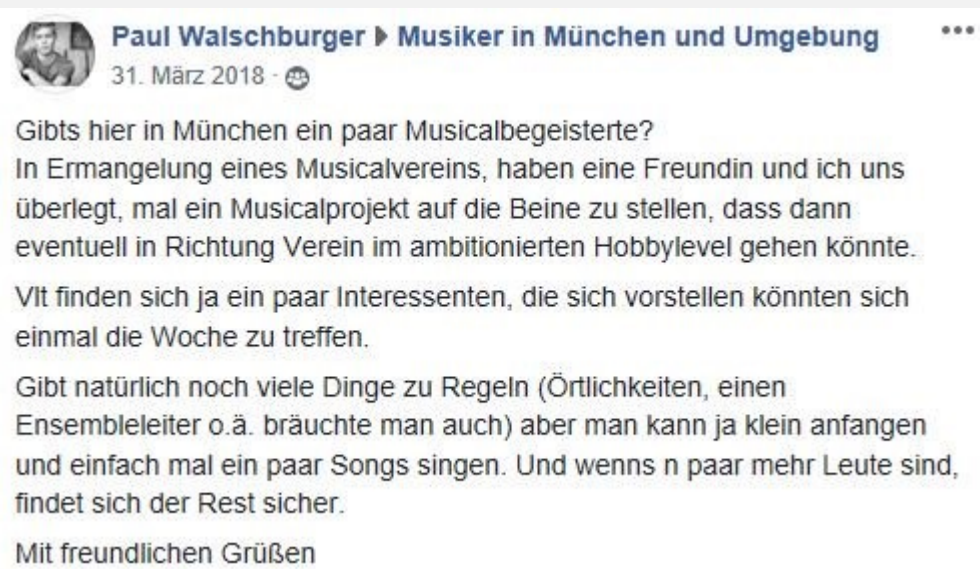 Paul Walschburger ▶ Musiker in München und Umgebung
31. März 2018 ·
Gibts hier in München ein paar Musicalbegeisterte?
In Ermangelung eines Musicalvereins, haben eine Freundin und ich uns
überlegt, mal ein Musicalprojekt auf die Beine zu stellen, dass dann
eventuell in Richtung Verein im ambitionierten Hobbylevel gehen könnte.
Vlt finden sich ja ein paar Interessenten, die sich vorstellen könnten sich
einmal die Woche zu treffen.
Gibt natürlich noch viele Dinge zu Regeln (Örtlichkeiten, einen
Ensembleleiter o.ä. bräuchte man auch) aber man kann ja klein anfangen
und einfach mal ein paar Songs singen. Und wenns n paar mehr Leute sind,
findet sich der Rest sicher.
Mit freundlichen Grüßen